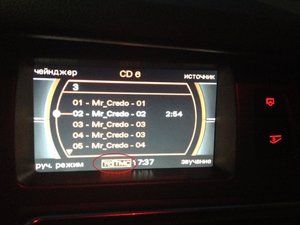 чейнджер CD 6 источник
3
01 - Mr_Credo - 01
02 - Mr_Credo - 02 2:54
03 - Mr_Credo - 03
04 - Mr_Credo - 03
05 - Mr_Credo - 04
руч. режим 17:37 звучание